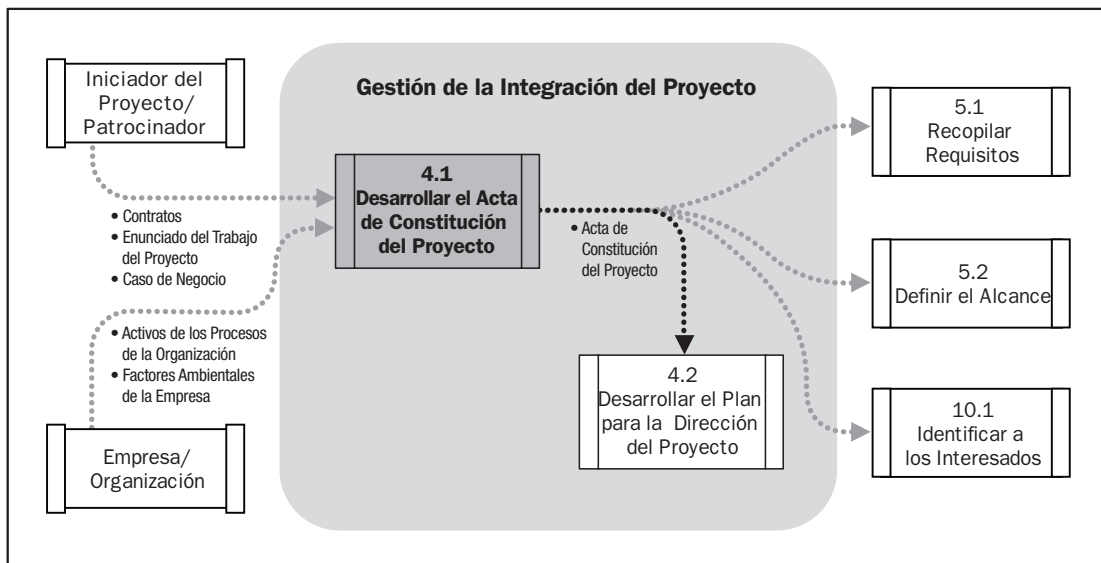 Iniciador del
Proyecto/
Patrocinador
Gestión de la Integración del Proyecto
4.1
Desarrollar el Acta
de Constitución
del Proyecto
5.1
Recopilar
Requisitos
• Contratos
• Enunciado del Trabajo
del Proyecto
• Caso de Negocio
• Acta de
Constitución
del Proyecto
5.2
Definir el Alcance
• Activos de los Procesos
de la Organización
• Factores Ambientales
de la Empresa
4.2
Desarrollar el Plan
para la Dirección
del Proyecto
Empresa/
Organización
10.1
Identificar a
los Interesados